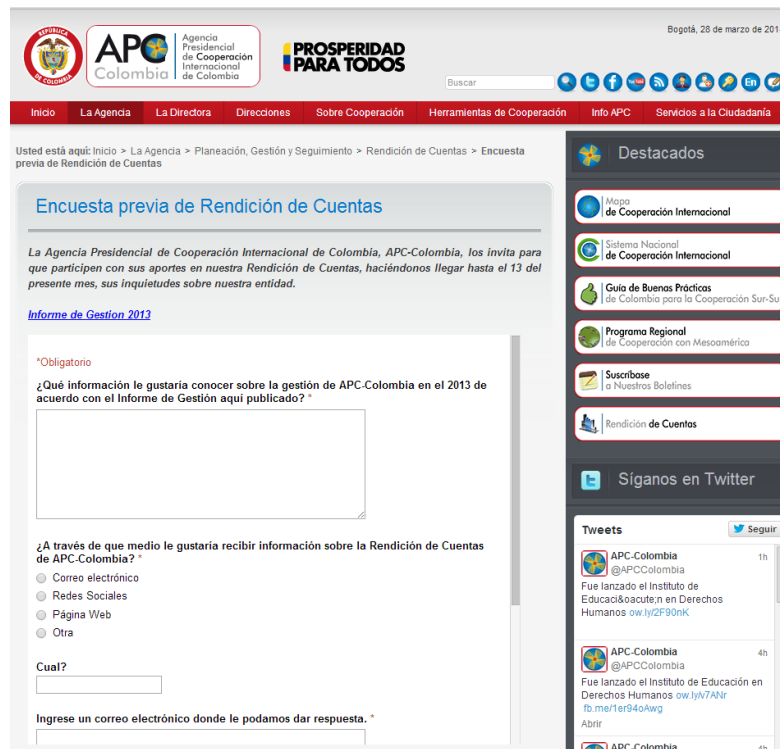 Bogotá, 28 de marzo de 201
REPÚBLICA
DE COLOMBIA
APC
Colombia
Agencia
Presidencial
de Cooperación
Internacional
de Colombia
PROSPERIDAD
PARA TODOS
Buscar
You Tube
En
Inicio La Agencia La Directora Direcciones Sobre Cooperación Herramientas de Cooperación Info APC Servicios a la Ciudadanía
Usted está aquí: Inicio > La Agencia > Planeación, Gestión y Seguimiento > Rendición de Cuentas > Encuesta
previa de Rendición de Cuentas
Encuesta previa de Rendición de Cuentas
La Agencia Presidencial de Cooperación Internacional de Colombia, APC-Colombia, los invita para
que participen con sus aportes en nuestra Rendición de Cuentas, haciéndonos llegar hasta el 13 del
presente mes, sus inquietudes sobre nuestra entidad.
Informe de Gestion 2013
*Obligatorio
¿Qué información le gustaría conocer sobre la gestión de APC-Colombia en el 2013 de
acuerdo con el Informe de Gestión aquí publicado? *
¿A través de que medio le gustaría recibir información sobre la Rendición de Cuentas
de APC-Colombia? *
Correo electrónico
Redes Sociales
Página Web
Otra
Cual?
Ingrese un correo electrónico donde le podamos dar respuesta. *
Destacados
Mapa
de Cooperación Internacional
Sistema Nacional
de Cooperación Internacional
Guía de Buenas Prácticas
de Colombia para la Cooperación Sur-Su
Programa Regional
de Cooperación con Mesoamérica
Suscríbase
a Nuestros Boletines
Rendición de Cuentas
Síganos en Twitter
Tweets Seguir
APC-Colombia 1h
@APCColombia
Fue lanzado el Instituto de
Educaci&oacute;n en Derechos
Humanos ow.ly/2F90nK
APC-Colombia 4h
@APCColombia
Fue lanzado el Instituto de Educación en
Derechos Humanos ow.ly/v7ANr
fb.me/1er94oAwg
Abrir
APC-Colombia 4h